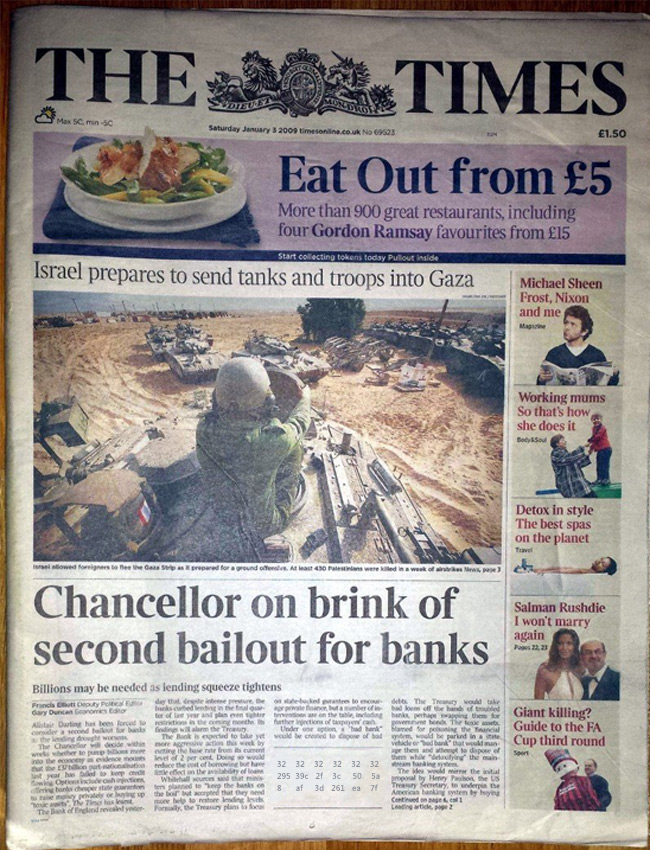 THE TIMES
DIEU ET MON DROIT
Max 5C, min -5C
Saturday January 3 2009 timesonline.co.uk No 69523
£1.50
Eat Out from £5
More than 900 great restaurants, including
four Gordon Ramsay favourites from £15
Start collecting tokens today Pullout inside
Israel prepares to send tanks and troops into Gaza
Israel allowed foreigners to flee the Gaza Strip as it prepared for a ground offensive. At least 430 Palestinians were killed in a week of airstrikes News, page 3
Chancellor on brink of
second bailout for banks
Billions may be needed as lending squeeze tightens
Francis Elliott Deputy Political Editor
Gary Duncan Economics Editor
Alistair Darling has been forced to
consider a second bailout for banks
as the lending drought worsens.
The Chancellor will decide within
weeks whether to pump billions more
into the economy as evidence mounts
that the £37 billion part-nationalisation
last year has failed to keep credit
flowing. Options include cash injections,
offering banks cheaper state guarantees
to raise money privately or buying up
"toxic assets", The Times has learnt.
The Bank of England revealed yester-
day that, despite intense pressure, the
banks curbed lending in the final quar-
ter of last year and plan even tighter
restrictions in the coming months. Its
findings will alarm the Treasury.
The Bank is expected to take yet
more aggressive action this week by
cutting the base rate from its current
level of 2 per cent. Doing so would
reduce the cost of borrowing but have
little effect on the availability of loans.
Whitehall sources said that minis-
ters planned to "keep the banks on
the boil" but accepted that they need
more help to restore lending levels.
Formally, the Treasury plans to focus
on state-backed gurantees to encour-
age private finance, but a number of in-
terventions are on the table, including
further injections of taxpayers' cash.
Under one option, a "bad bank"
would be created to dispose of bad
32 32 32 32 32 32
295 39c 2f 3c 50 5a
8 af 3d 261 ea 7f
debts. The Treasury would take
bad loans off the hands of troubled
banks, perhaps swapping them for
government bonds. The toxic assets,
blamed for poisoning the financial
system, would be parked in a state
vehicle or "bad bank" that would man-
age them and attempt to dispose of
them while "detoxifying" the main-
stream banking system.
The idea would mirror the initial
proposal by Henry Paulson, the US
Treasury Secretary, to underpin the
American banking system by buying
Continued on page 6, col 1
Leading article, page 2
Michael Sheen
Frost, Nixon
and me
Magazine
Working mums
So that's how
she does it
Body&Soul
Detox in style
The best spas
on the planet
Travel
Salman Rushdie
I won't marry
again
Pages 22, 23
Giant killing?
Guide to the FA
Cup third round
Sport